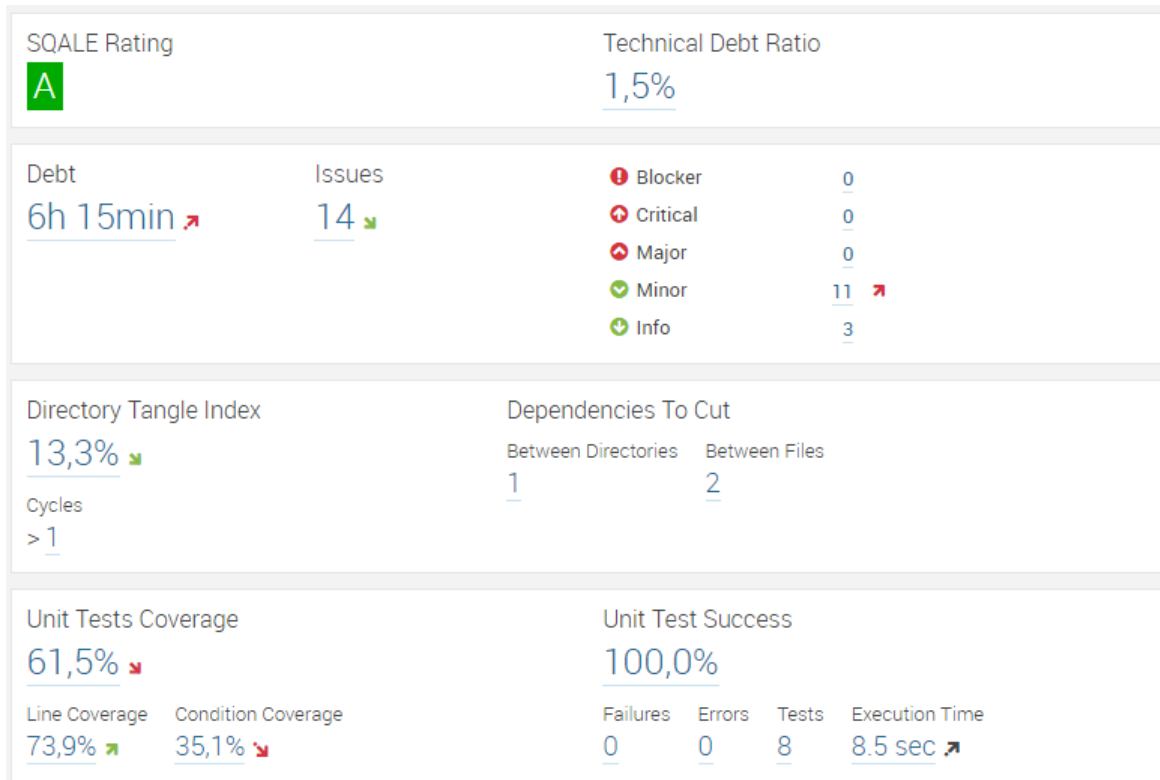 SQALE Rating
A
Technical Debt Ratio
1,5%
Debt
6h 15min
Issues
14
Blocker 0
Critical 0
Major 0
Minor 11
Info 3
Directory Tangle Index
13,3%
Cycles
> 1
Dependencies To Cut
Between Directories Between Files
1 2
Unit Tests Coverage
61,5%
Line Coverage Condition Coverage
73,9% 35,1%
Unit Test Success
100,0%
Failures Errors Tests Execution Time
0 0 8 8.5 sec